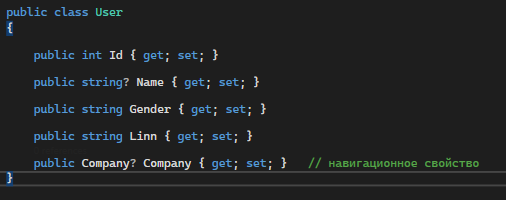 public class User
{
public int Id { get; set; }
public string? Name { get; set; }
public string Gender { get; set; }
public string Linn { get; set; }
public Company? Company { get; set; }   // навигационное свойство
}